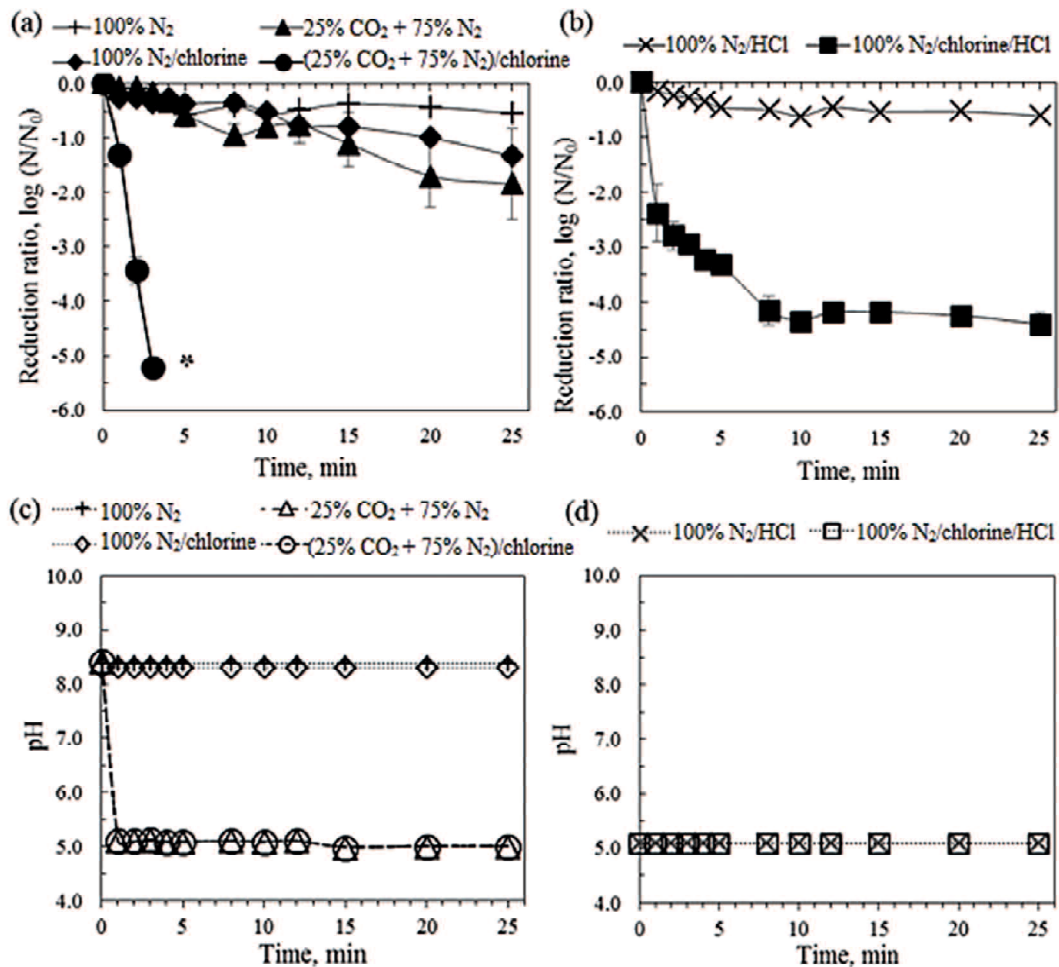 (a)
100% N₂
25% CO₂ + 75% N₂
100% N₂/chlorine
(25% CO₂ + 75% N₂)/chlorine
0.0
-1.0
-2.0
-3.0
-4.0
-5.0
-6.0
Reduction ratio, log (N/N₀)
*
0 5 10 15 20 25
Time, min
(b)
100% N₂/HCl
100% N₂/chlorine/HCl
0.0
-1.0
-2.0
-3.0
-4.0
-5.0
-6.0
Reduction ratio, log (N/N₀)
0 5 10 15 20 25
Time, min
(c)
100% N₂
25% CO₂ + 75% N₂
100% N₂/chlorine
(25% CO₂ + 75% N₂)/chlorine
10.0
9.0
8.0
7.0
6.0
5.0
4.0
pH
0 5 10 15 20 25
Time, min
(d)
100% N₂/HCl
100% N₂/chlorine/HCl
10.0
9.0
8.0
7.0
6.0
5.0
4.0
pH
0 5 10 15 20 25
Time, min